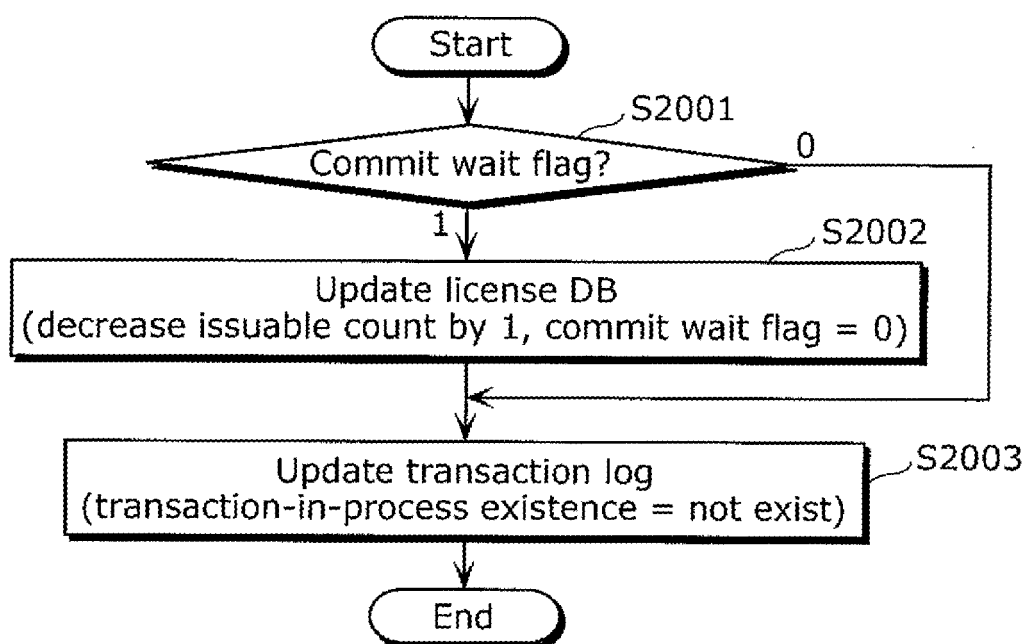 Start
S2001
Commit wait flag?
0
1
S2002
Update license DB
(decrease issuable count by 1, commit wait flag = 0)
S2003
Update transaction log
(transaction-in-process existence = not exist)
End